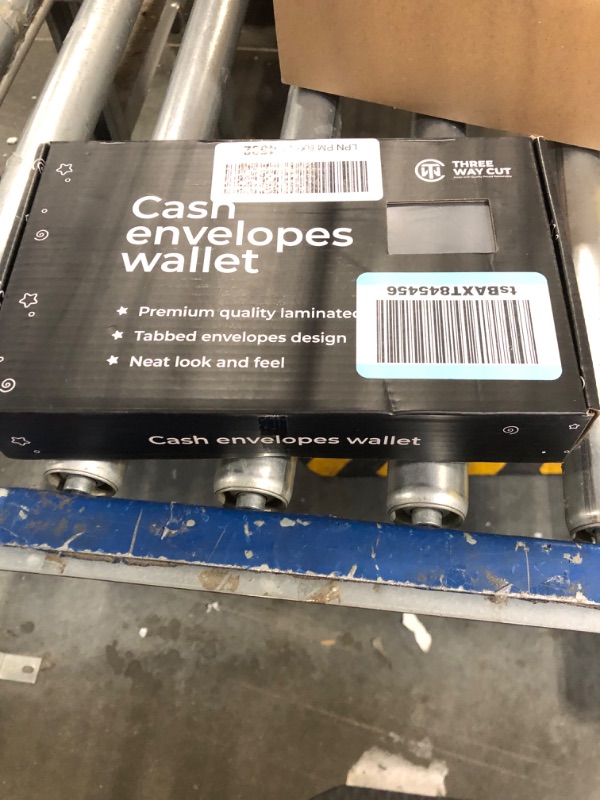 THREE
WAY CUT
Cash
envelopes
wallet
Premium quality laminated
Tabbed envelopes design
Neat look and feel
tsBAXT845456
Cash envelopes wallet